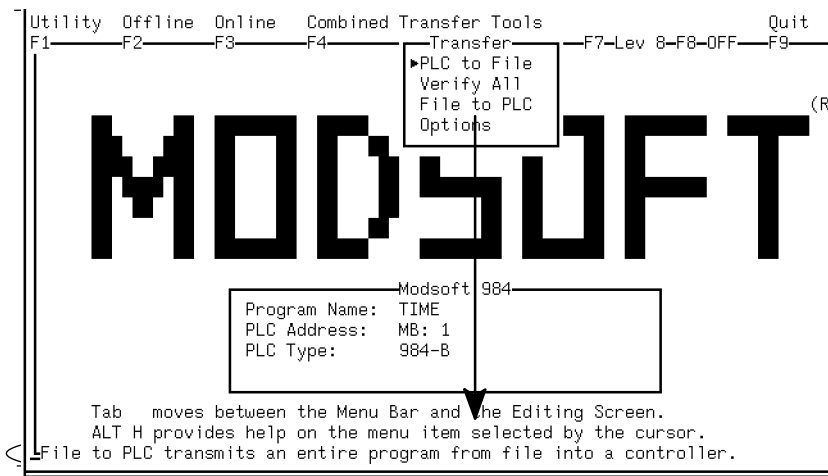 Utility Offline Online Combined Transfer Tools Quit
F1 F2 F3 F4 Transfer F7-Lev 8-F8-OFF F9
PLC to File
Verify All
File to PLC
(R
Options
MODSOFT
Modsoft 984
Program Name: TIME
PLC Address: MB: 1
PLC Type: 984-B
Tab moves between the Menu Bar and the Editing Screen.
ALT H provides help on the menu item selected by the cursor.
File to PLC transmits an entire program from file into a controller.